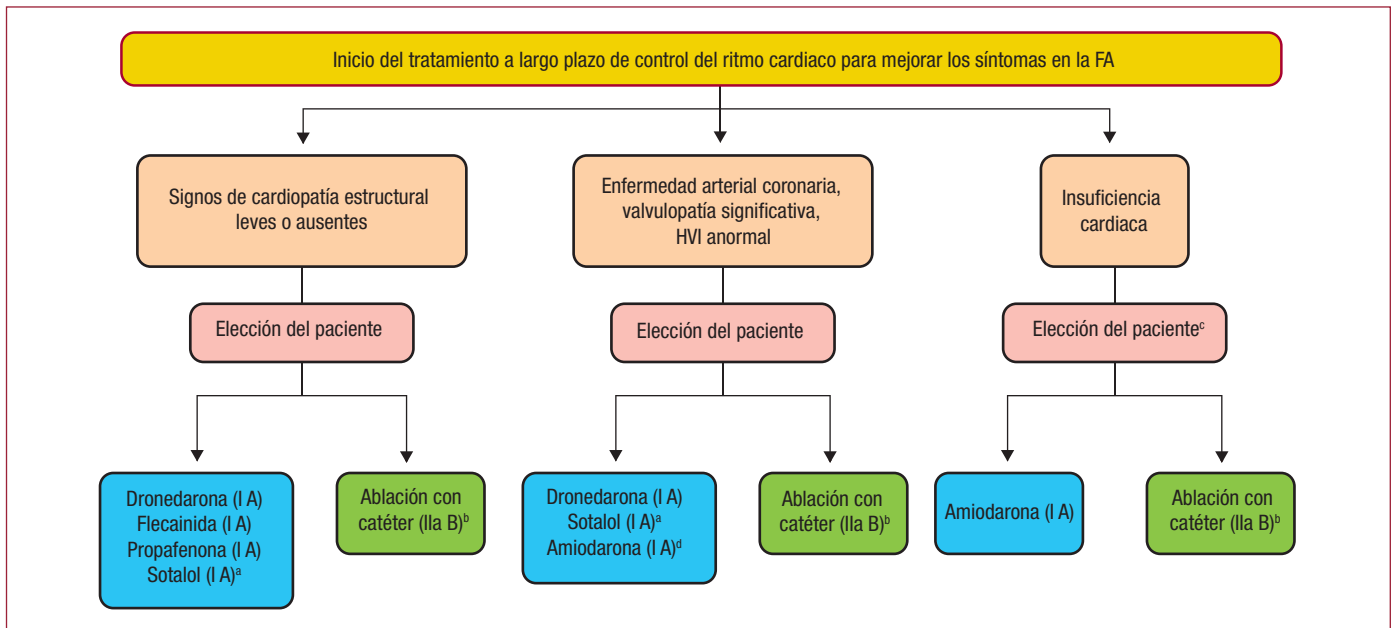 Inicio del tratamiento a largo plazo de control del ritmo cardiaco para mejorar los síntomas en la FA
Signos de cardiopatía estructural
leves o ausentes
Enfermedad arterial coronaria,
valvulopatía significativa,
HVI anormal
Insuficiencia
cardiaca
Elección del paciente
Elección del paciente
Elección del pacienteᶜ
Dronedarona (I A)
Flecainida (I A)
Propafenona (I A)
Sotalol (I A)ᵃ
Ablación con
catéter (IIa B)ᵇ
Dronedarona (I A)
Sotalol (I A)ᵃ
Amiodarona (I A)ᵈ
Ablación con
catéter (IIa B)ᵇ
Amiodarona (I A)
Ablación con
catéter (IIa B)ᵇ